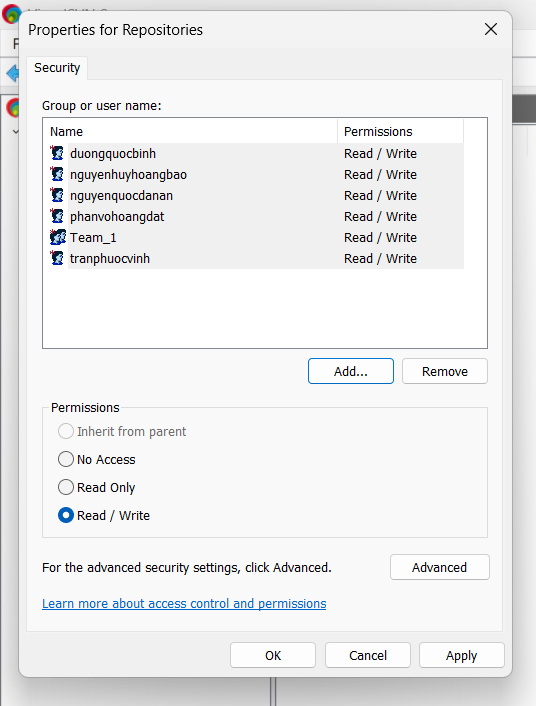 Properties for Repositories
Security
Group or user name:
Name Permissions
duongquocbinh Read / Write
nguyenhuyhoangbao Read / Write
nguyenquocdanan Read / Write
phanvohoangdat Read / Write
Team_1 Read / Write
tranphuocvinh Read / Write
Add... Remove
Permissions
Inherit from parent
No Access
Read Only
Read / Write
For the advanced security settings, click Advanced. Advanced
Learn more about access control and permissions
OK Cancel Apply